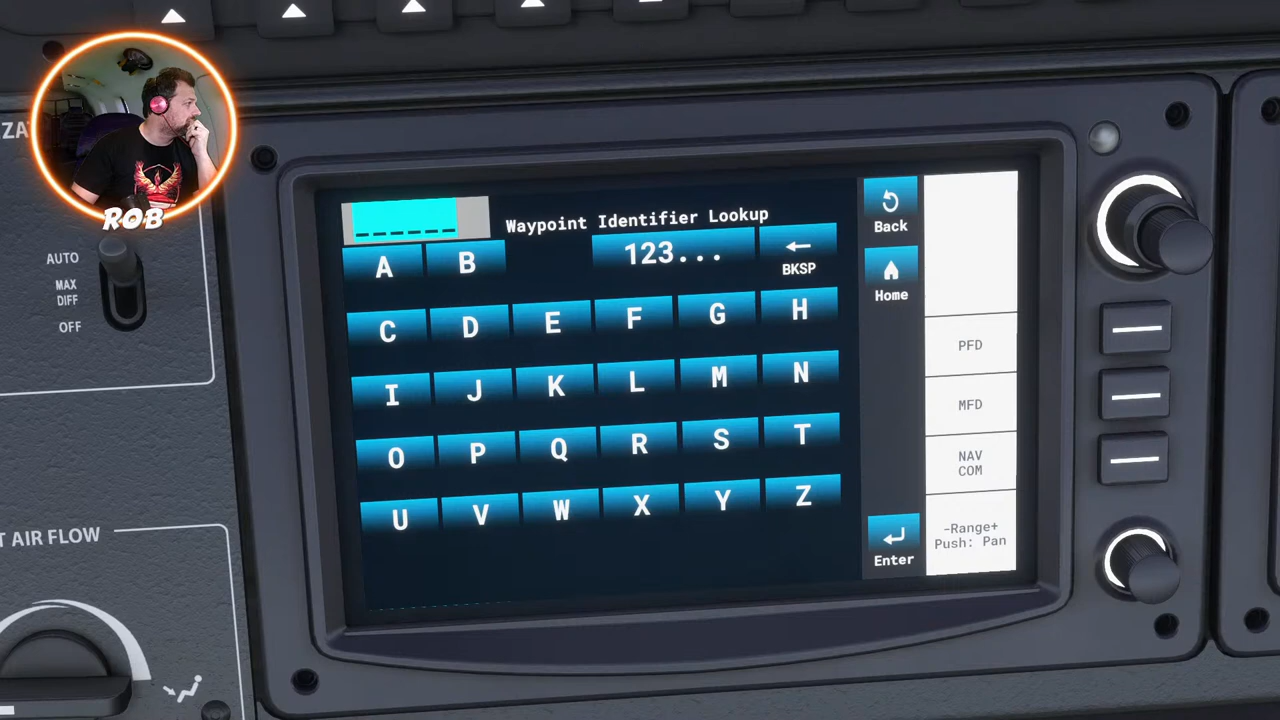 ROB
AUTO
MAX
DIFF
OFF
T AIR FLOW
Waypoint Identifier Lookup
A B 123... BKSP
C D E F G H
I J K L M N
O P Q R S T
U V W X Y Z
Back
Home
Enter
PFD
MFD
NAV
COM
-Range+
Push: Pan